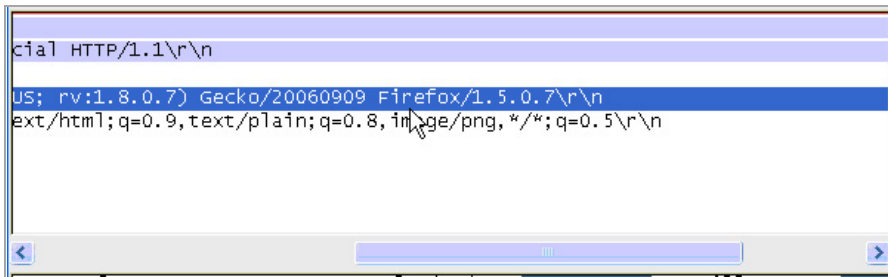 cial HTTP/1.1\r\n
US; rv:1.8.0.7) Gecko/20060909 Firefox/1.5.0.7\r\n
ext/html;q=0.9,text/plain;q=0.8,image/png,*/*;q=0.5\r\n